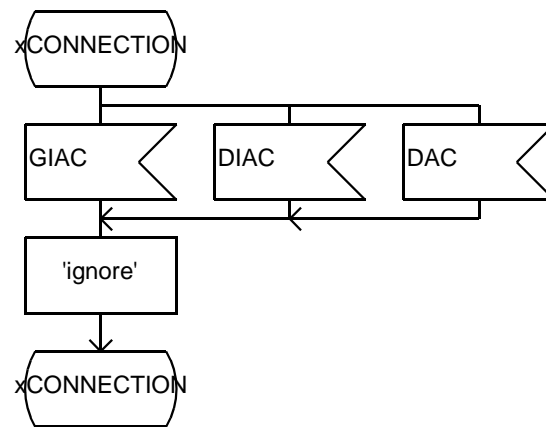 xCONNECTION
GIAC
DIAC
DAC
'ignore'
xCONNECTION